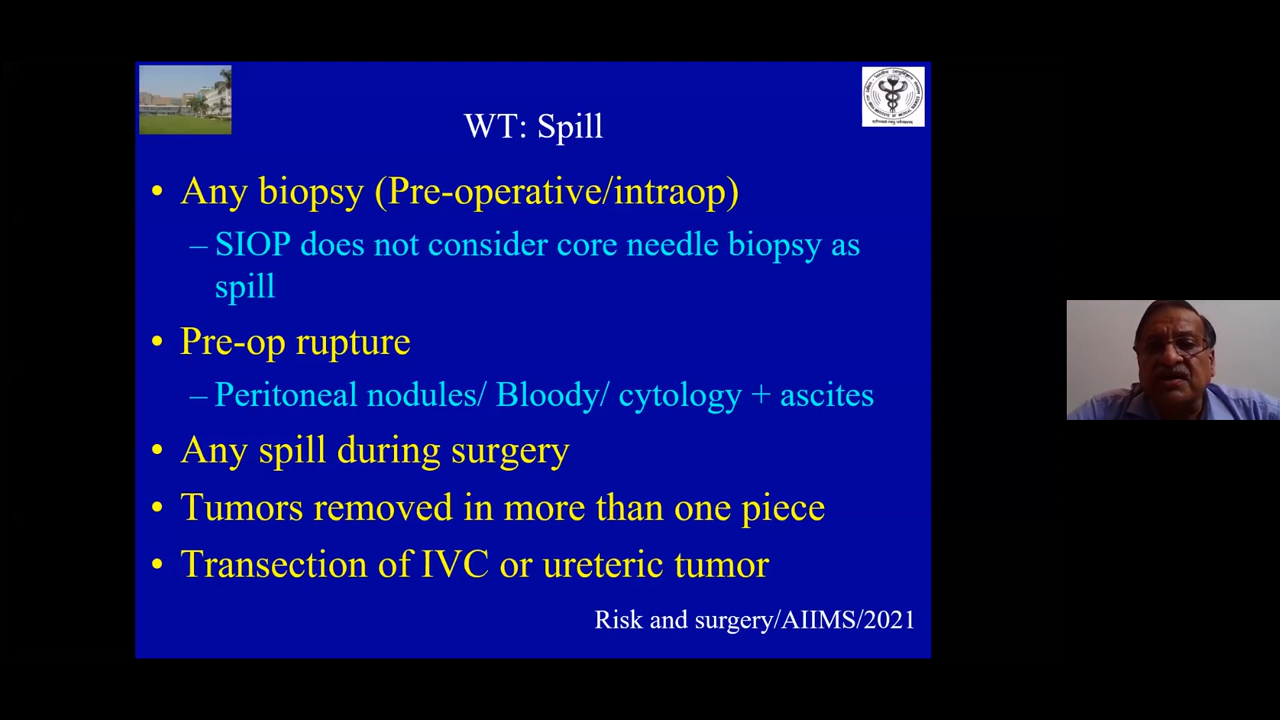 WT: Spill
• Any biopsy (Pre-operative/intraop)
– SIOP does not consider core needle biopsy as
spill
• Pre-op rupture
– Peritoneal nodules/ Bloody/ cytology + ascites
• Any spill during surgery
• Tumors removed in more than one piece
• Transection of IVC or ureteric tumor
Risk and surgery/AIIMS/2021